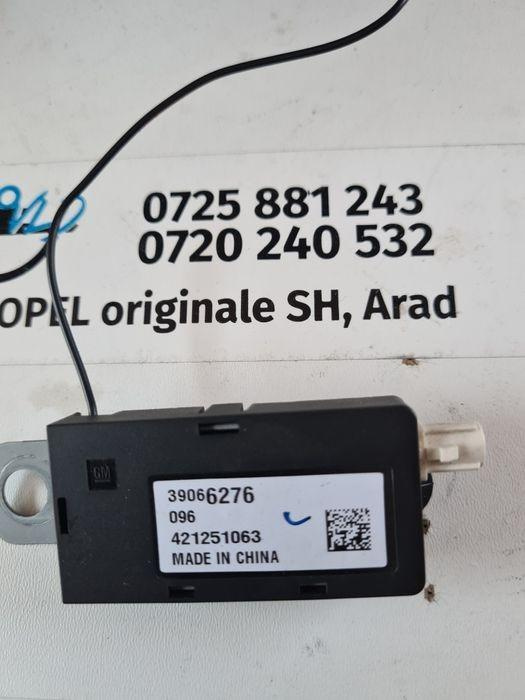 0725 881 243
0720 240 532
OPEL originale SH, Arad
GM
39066276
096
421251063
MADE IN CHINA